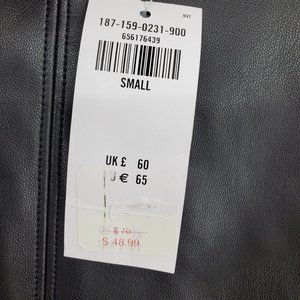 187-159-0231-900
656176439
SMALL
UK £ 60
€ 65
$ 70
$ 48.99